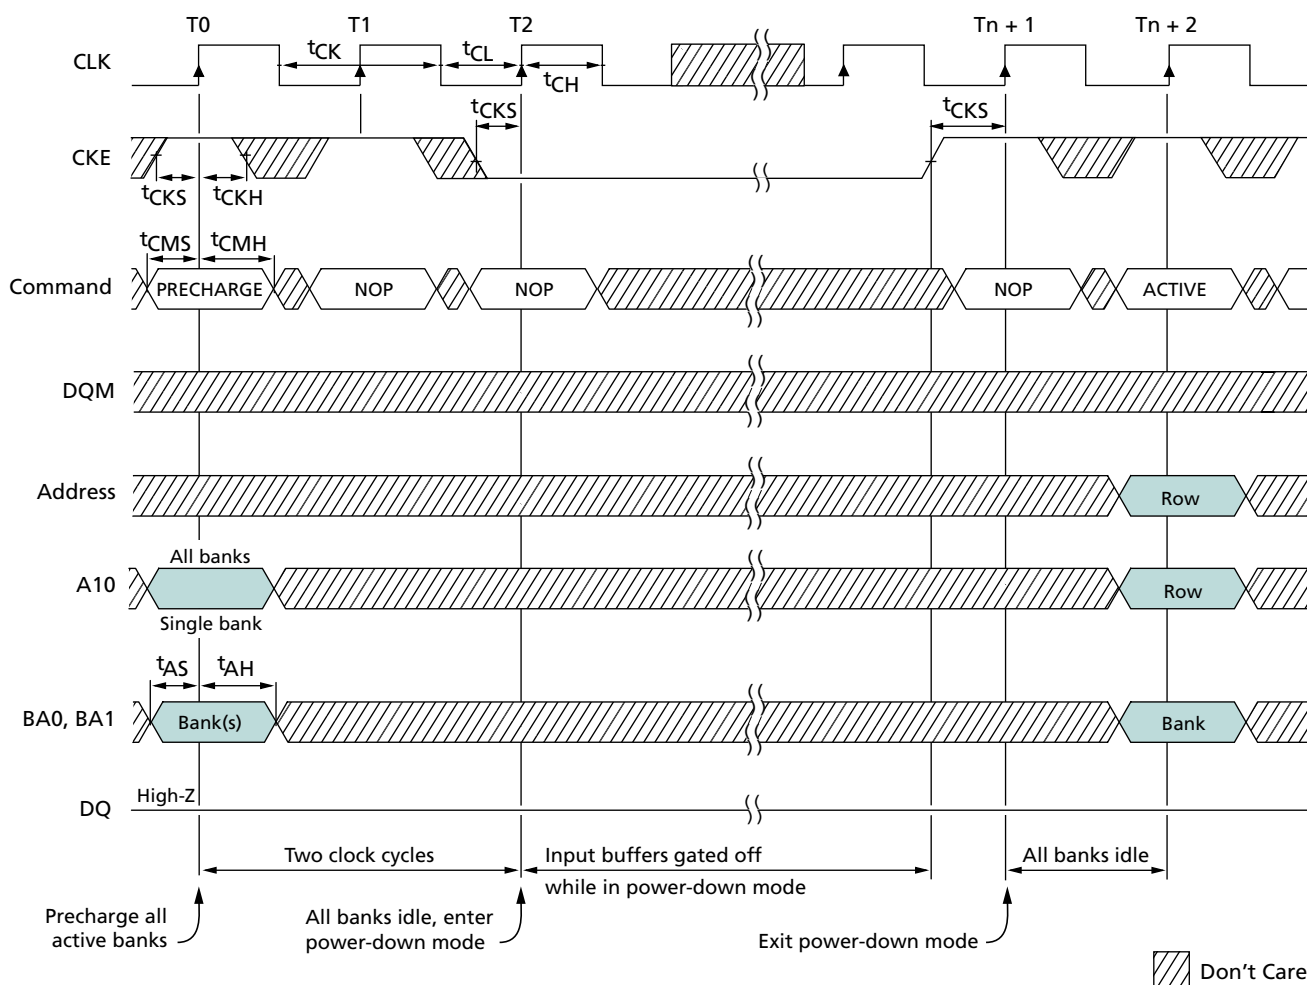 T0 T1 T2 Tn + 1 Tn + 2
CLK
tCK tCL
tCH
tCKS tCKS
CKE
tCKS tCKH
tCMS tCMH
Command PRECHARGE NOP NOP NOP ACTIVE
DQM
Address Row
All banks
A10 Row
Single bank
tAS tAH
BA0, BA1 Bank(s) Bank
High-Z
DQ
Two clock cycles
Input buffers gated off
while in power-down mode
All banks idle
Precharge all
active banks
All banks idle, enter
power-down mode
Exit power-down mode
Don't Care